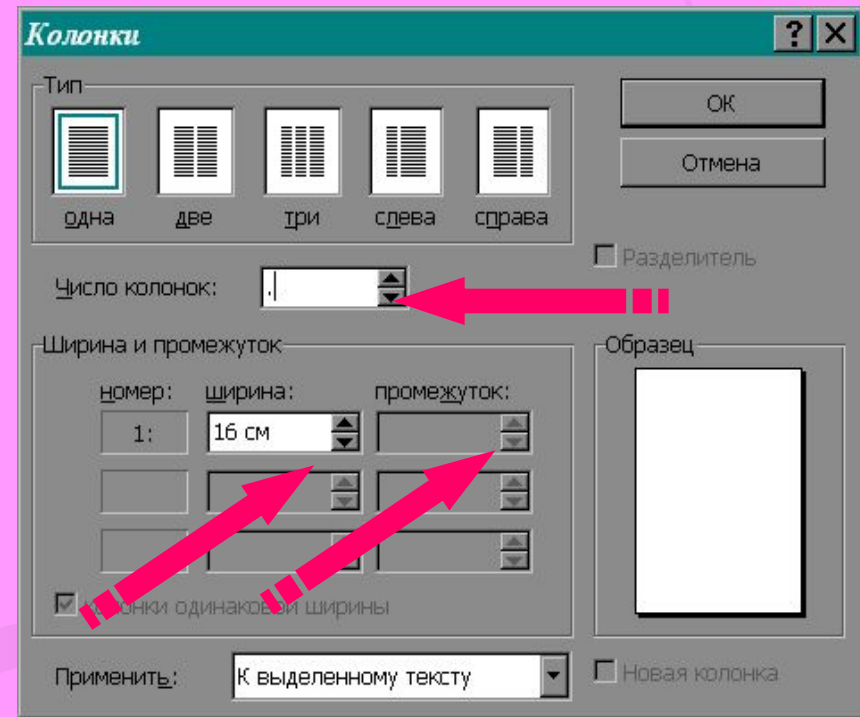 Колонки
Тип
одна две три слева справа
ОК
Отмена
Разделитель
Число колонок: .
Ширина и промежуток
номер: ширина: промежуток:
1: 16 см
Колонки одинаковой ширины
Образец
Применить: К выделенному тексту
Новая колонка